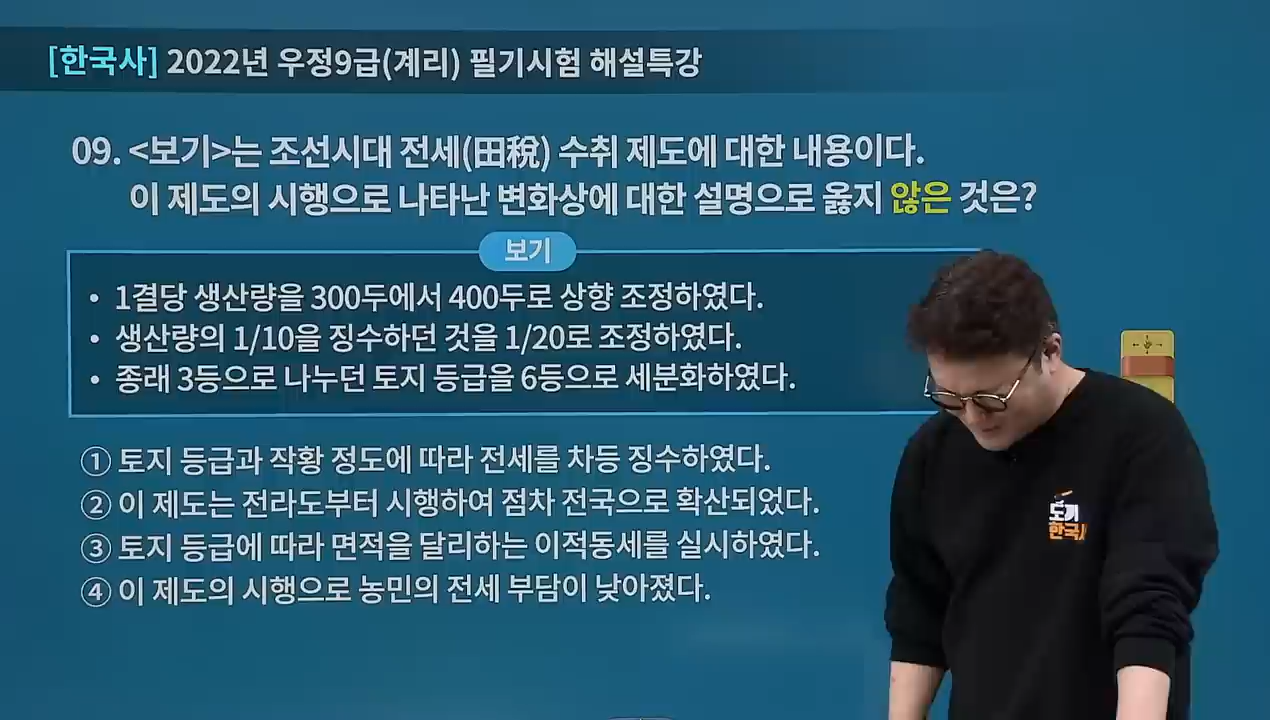 [한국사] 2022년 우정9급(계리) 필기시험 해설특강
09. <보기>는 조선시대 전세(田稅) 수취 제도에 대한 내용이다.
이 제도의 시행으로 나타난 변화상에 대한 설명으로 옳지 않은 것은?
보기
• 1결당 생산량을 300두에서 400두로 상향 조정하였다.
• 생산량의 1/10을 징수하던 것을 1/20로 조정하였다.
• 종래 3등으로 나누던 토지 등급을 6등으로 세분화하였다.
① 토지 등급과 작황 정도에 따라 전세를 차등 징수하였다.
② 이 제도는 전라도부터 시행하여 점차 전국으로 확산되었다.
③ 토지 등급에 따라 면적을 달리하는 이적동세를 실시하였다.
④ 이 제도의 시행으로 농민의 전세 부담이 낮아졌다.
한국사